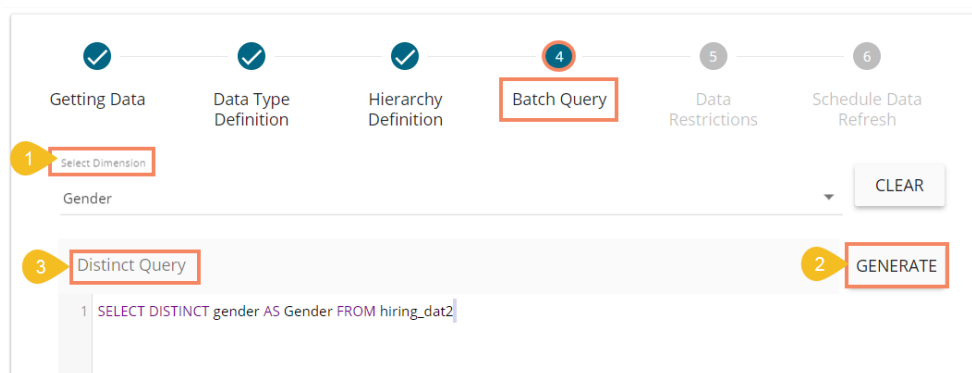 4 5 6
Getting Data Data Type Hierarchy Batch Query Data Schedule Data
Definition Definition Restrictions Refresh
1 Select Dimension
Gender CLEAR
3 Distinct Query 2 GENERATE
1 SELECT DISTINCT gender AS Gender FROM hiring_dat2